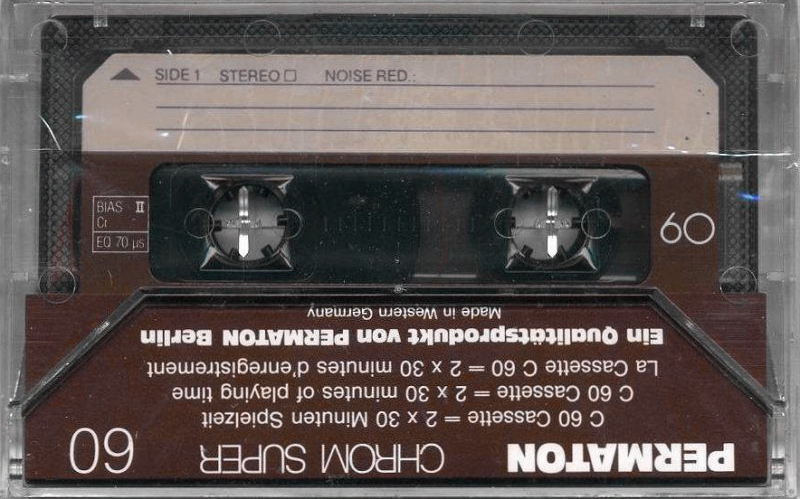 SIDE 1 STEREO NOISE RED.:
BIAS II
Cr
EQ 70 µs
60
PERMATON CHROM SUPER 60
C 60 Cassette = 2 x 30 Minuten Spielzeit
C 60 Cassette = 2 x 30 minutes of playing time
La Cassette C 60 = 2 x 30 minutes d'enregistrement
Ein Qualitätsprodukt von PERMATON Berlin
Made in Western Germany